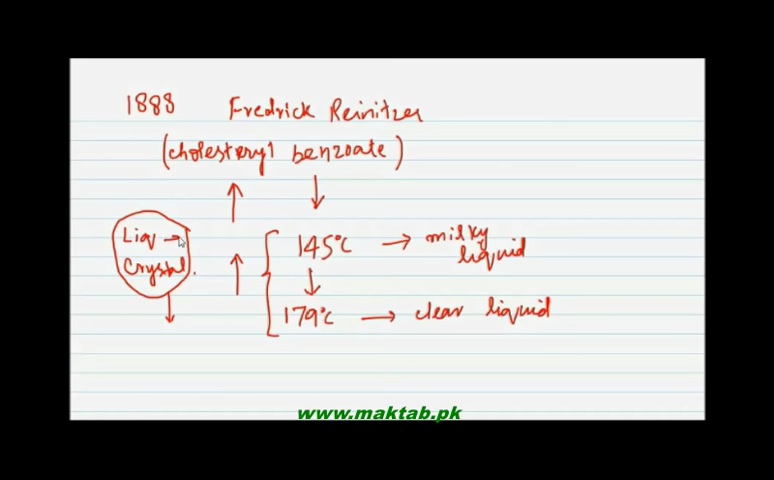 1888 Fredrick Reinitzer
(cholesteryl benzoate)
Liq →
Crystal.
145°C → milky liquid
179°C → clear liquid
www.maktab.pk